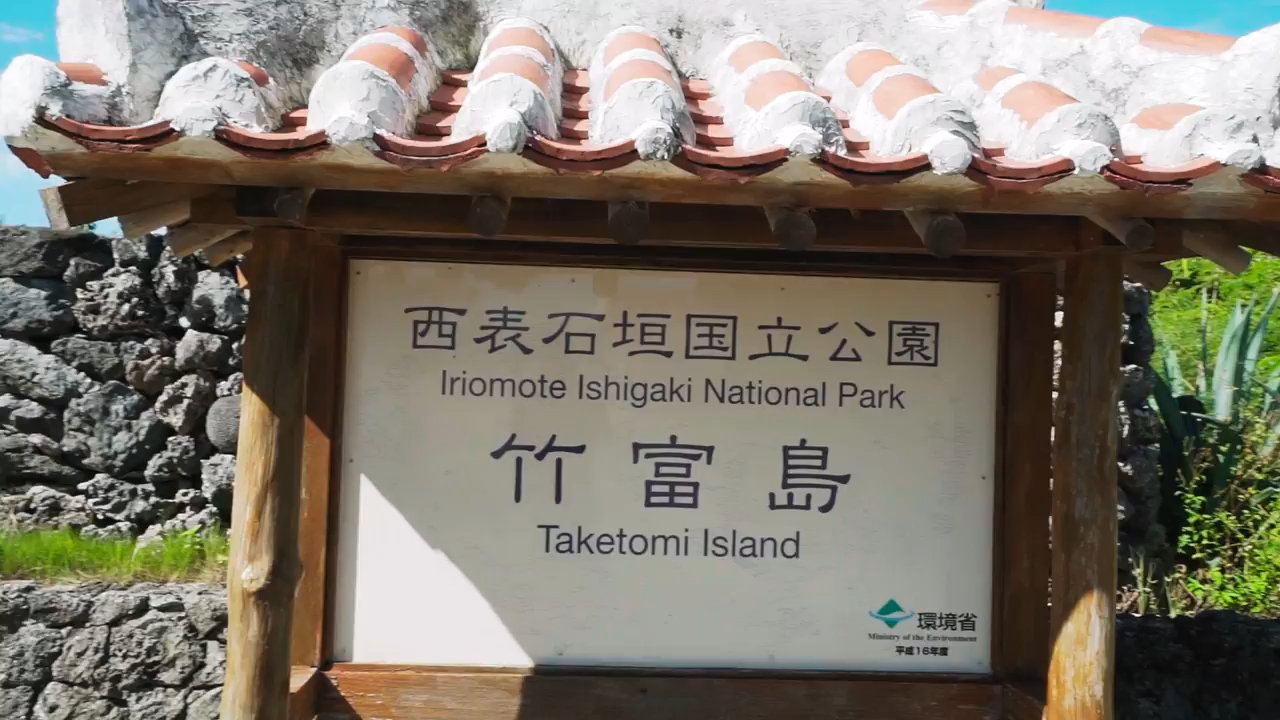 西表石垣国立公園
Iriomote Ishigaki National Park
竹富島
Taketomi Island
環境省
Ministry of the Environment
平成16年度